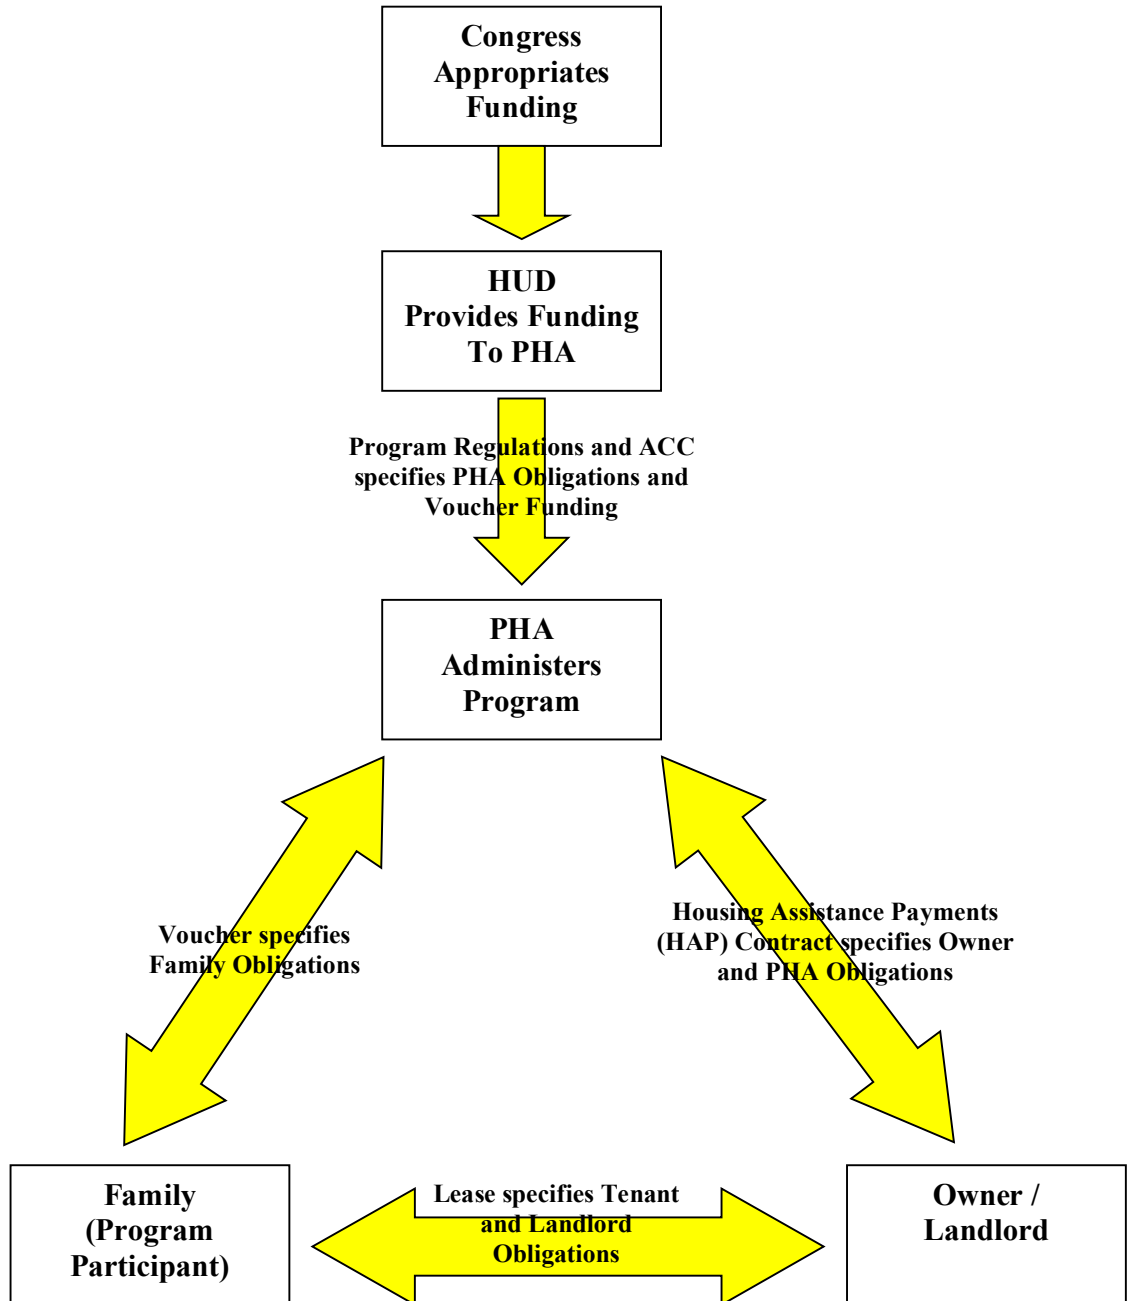 Congress
Appropriates
Funding
HUD
Provides Funding
To PHA
Program Regulations and ACC
specifies PHA Obligations and
Voucher Funding
PHA
Administers
Program
Voucher specifies
Family Obligations
Housing Assistance Payments
(HAP) Contract specifies Owner
and PHA Obligations
Family
(Program
Participant)
Lease specifies Tenant
and Landlord
Obligations
Owner /
Landlord